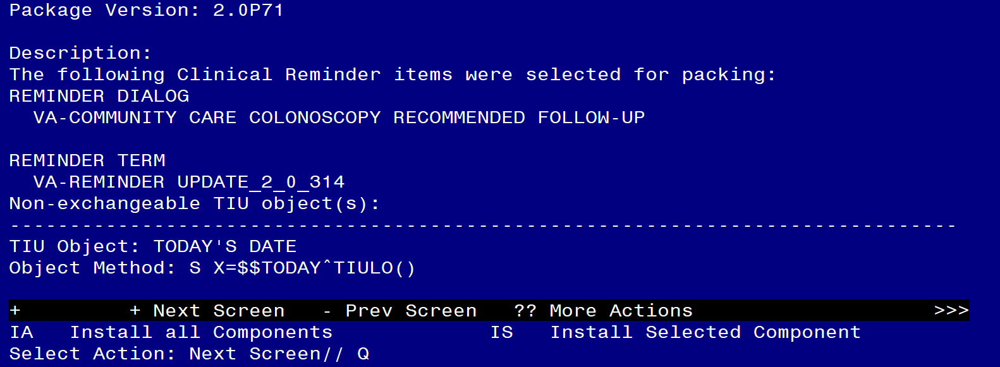 Package Version: 2.0P71
Description:
The following Clinical Reminder items were selected for packing:
REMINDER DIALOG
VA-COMMUNITY CARE COLONOSCOPY RECOMMENDED FOLLOW-UP
REMINDER TERM
VA-REMINDER UPDATE_2_0_314
Non-exchangeable TIU object(s):
-------------------------------------------------------------------------------
TIU Object: TODAY'S DATE
Object Method: S X=$$TODAY^TIULO()
+         + Next Screen   - Prev Screen   ?? More Actions                    >>>
IA   Install all Components             IS   Install Selected Component
Select Action: Next Screen// Q